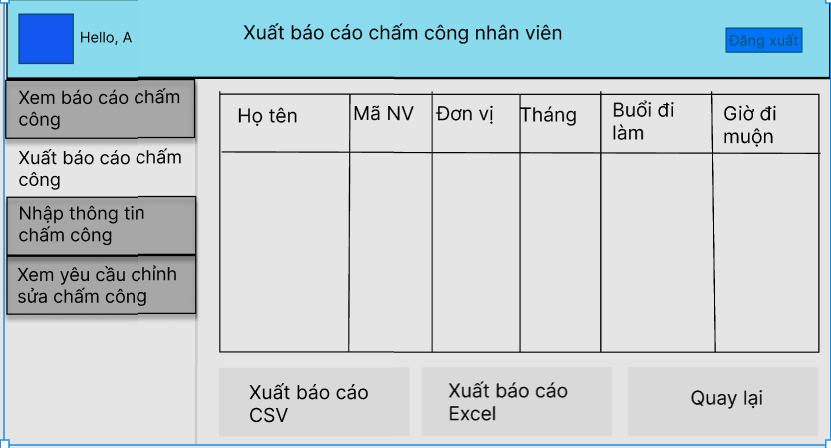 Hello, A
Xuất báo cáo chấm công nhân viên
Đăng xuất
Xem báo cáo chấm
công
Xuất báo cáo chấm
công
Nhập thông tin
chấm công
Xem yêu cầu chỉnh
sửa chấm công
Họ tên
Mã NV
Đơn vị
Tháng
Buổi đi
làm
Giờ đi
muộn
Xuất báo cáo
CSV
Xuất báo cáo
Excel
Quay lại